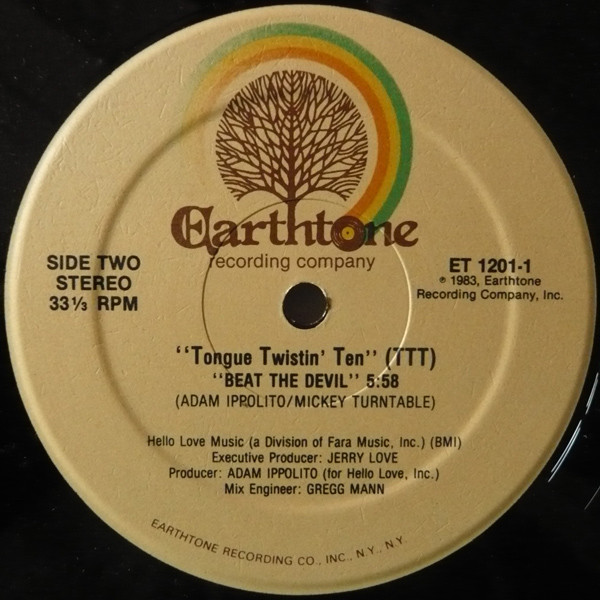 Earthtone
recording company
SIDE TWO
STEREO
33⅓ RPM
ET 1201-1
℗ 1983, Earthtone
Recording Company, Inc.
"Tongue Twistin' Ten" (TTT)
"BEAT THE DEVIL" 5:58
(ADAM IPPOLITO/MICKEY TURNTABLE)
Hello Love Music (a Division of Fara Music, Inc.) (BMI)
Executive Producer: JERRY LOVE
Producer: ADAM IPPOLITO (for Hello Love, Inc.)
Mix Engineer: GREGG MANN
EARTHTONE RECORDING CO., INC., N.Y., N.Y.